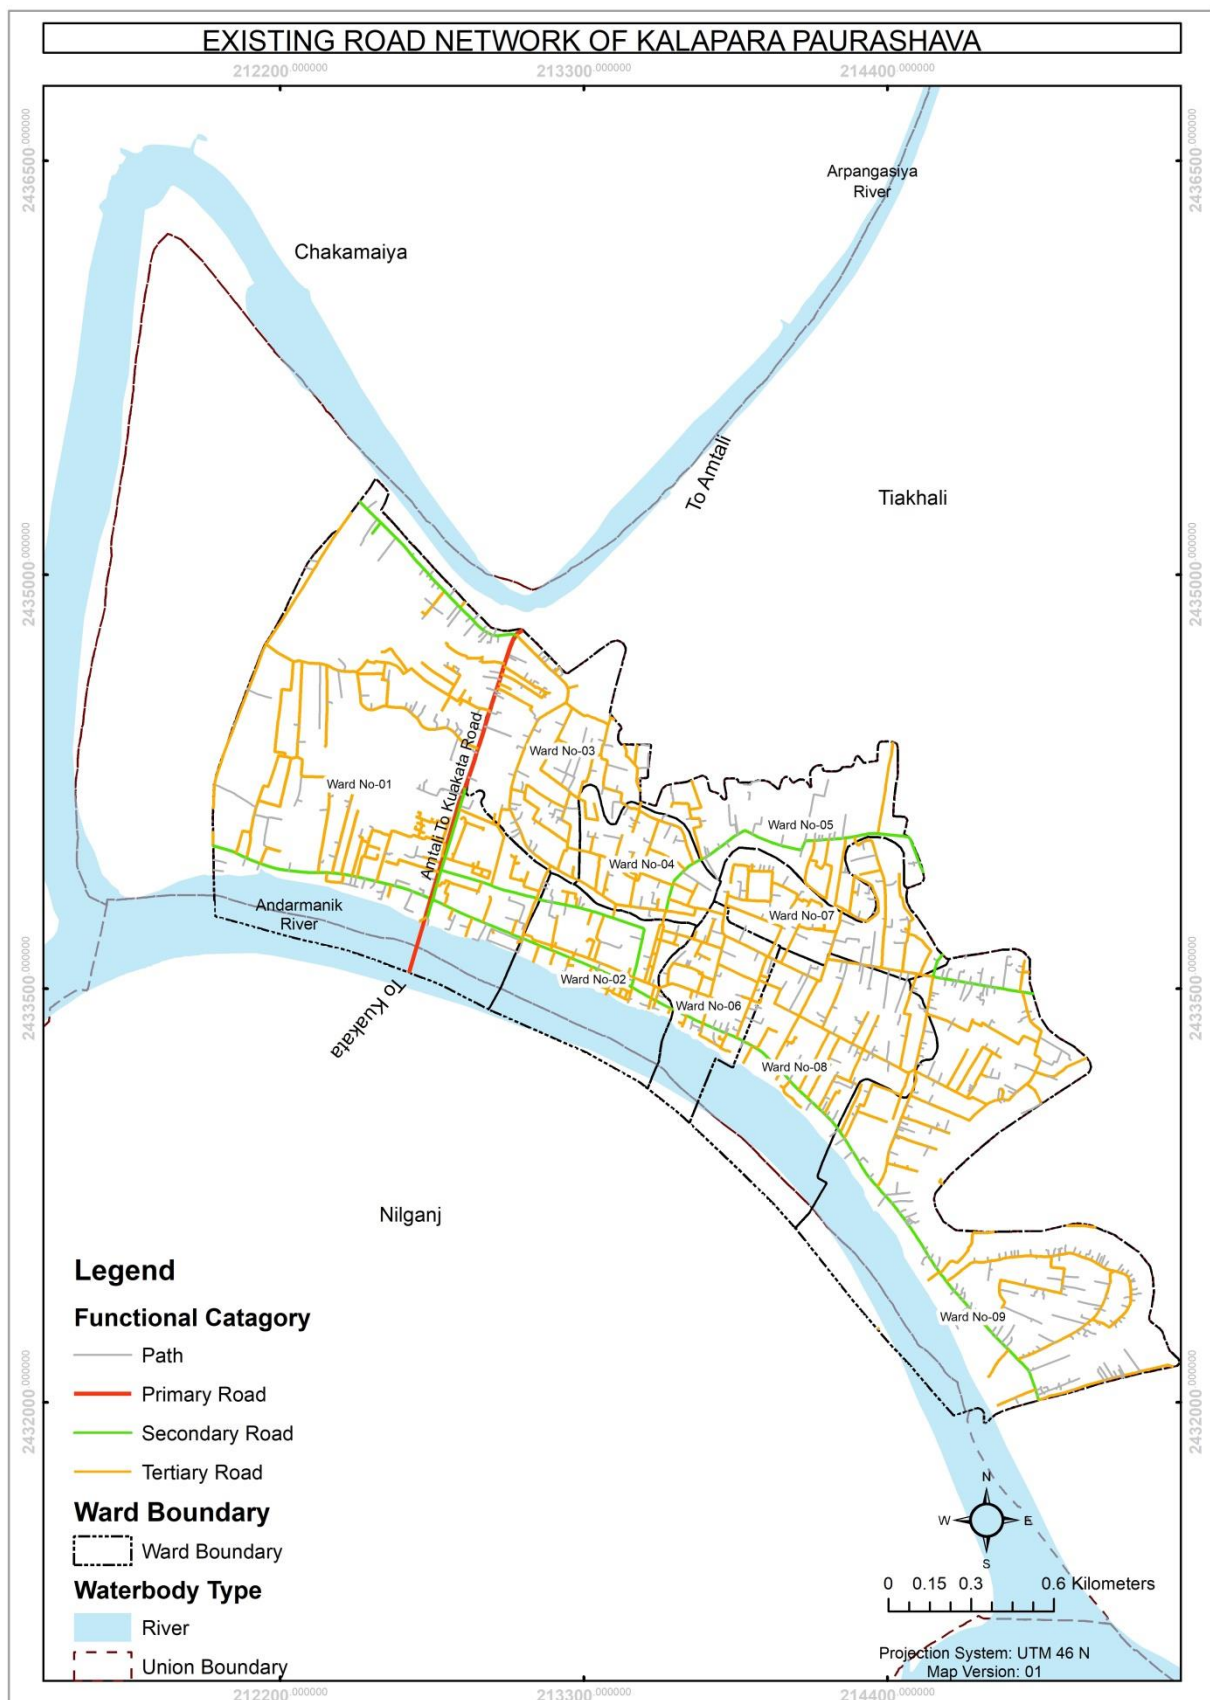 EXISTING ROAD NETWORK OF KALAPARA PAURASHAVA
212200.000000
213300.000000
214400.000000
2436500.000000
2436500.000000
Arpangasiya
River
Chakamaiya
To Amtali
Tiakhali
2435000.000000
2435000.000000
Amtali To Kuakata Road
Ward No-03
Ward No-01
Ward No-05
Ward No-04
Andarmanik
River
Ward No-07
2433500.000000
2433500.000000
Ward No-02
To Kuakata
Ward No-06
Ward No-08
Nilganj
Ward No-09
Legend
Functional Catagory
Path
Primary Road
Secondary Road
Tertiary Road
2432000.000000
2432000.000000
Ward Boundary
Ward Boundary
Waterbody Type
River
Union Boundary
N
W
E
S
0 0.15 0.3 0.6 Kilometers
Projection System: UTM 46 N
Map Version: 01
212200.000000
213300.000000
214400.000000